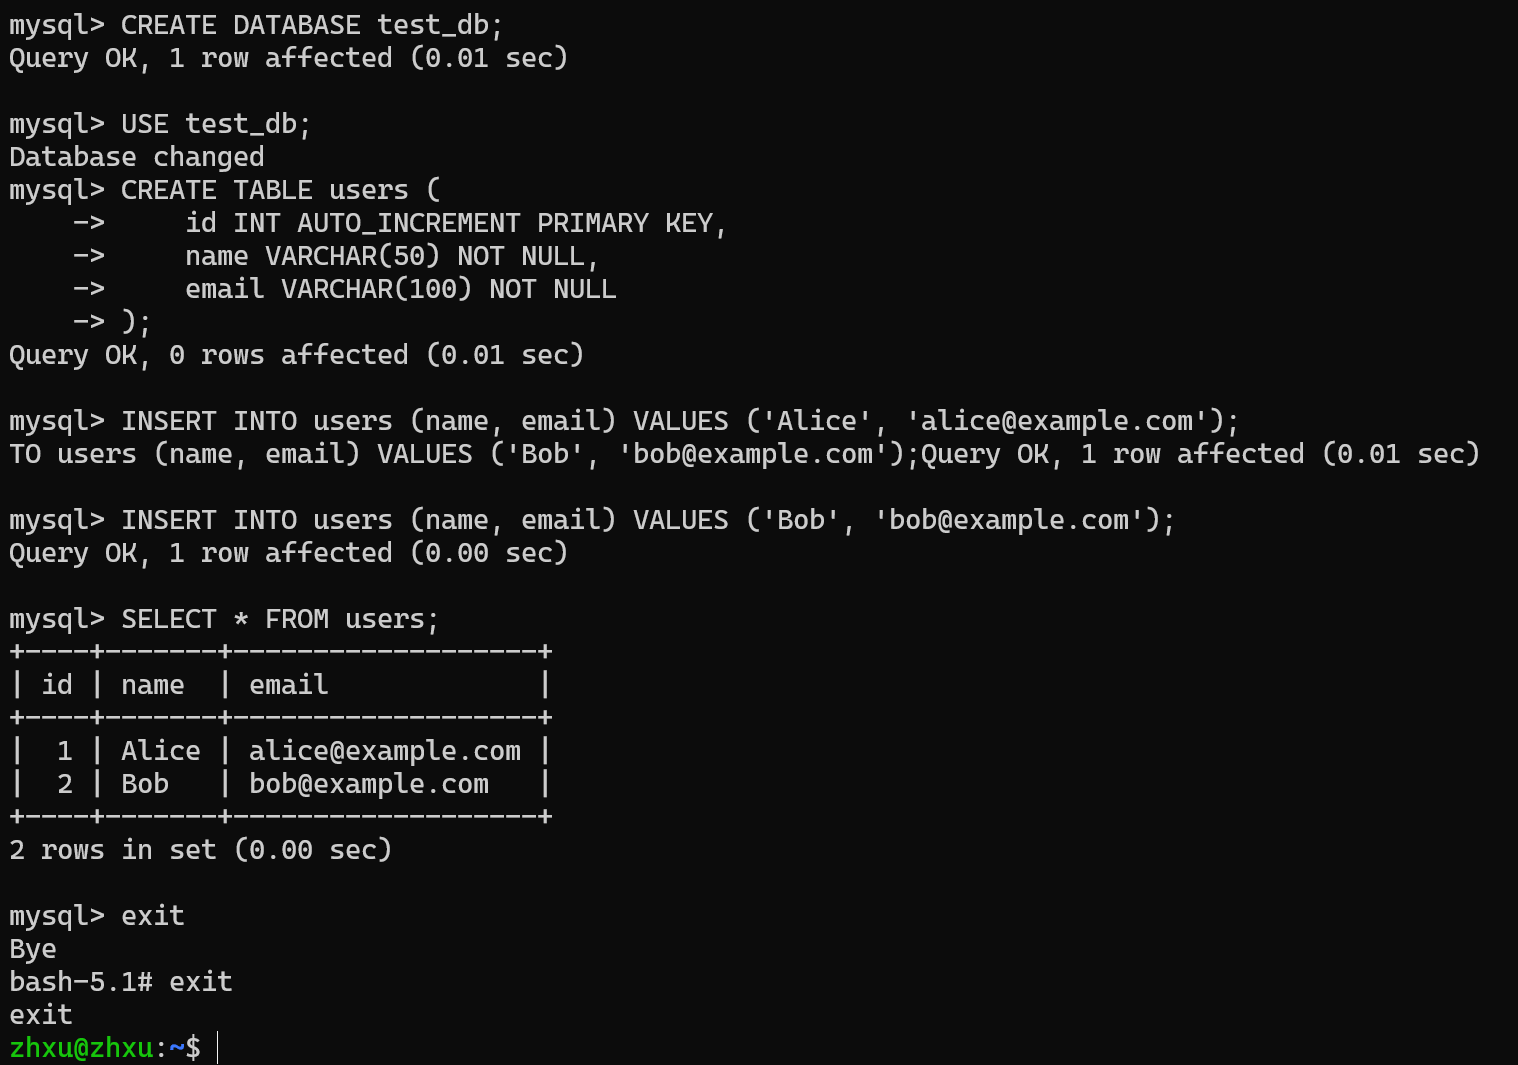 mysql> CREATE DATABASE test_db;
Query OK, 1 row affected (0.01 sec)

mysql> USE test_db;
Database changed
mysql> CREATE TABLE users (
    ->     id INT AUTO_INCREMENT PRIMARY KEY,
    ->     name VARCHAR(50) NOT NULL,
    ->     email VARCHAR(100) NOT NULL
    -> );
Query OK, 0 rows affected (0.01 sec)

mysql> INSERT INTO users (name, email) VALUES ('Alice', 'alice@example.com');
TO users (name, email) VALUES ('Bob', 'bob@example.com');Query OK, 1 row affected (0.01 sec)

mysql> INSERT INTO users (name, email) VALUES ('Bob', 'bob@example.com');
Query OK, 1 row affected (0.00 sec)

mysql> SELECT * FROM users;
+----+-------+-------------------+
| id | name  | email             |
+----+-------+-------------------+
|  1 | Alice | alice@example.com |
|  2 | Bob   | bob@example.com   |
+----+-------+-------------------+
2 rows in set (0.00 sec)

mysql> exit
Bye
bash-5.1# exit
exit
zhxu@zhxu:~$